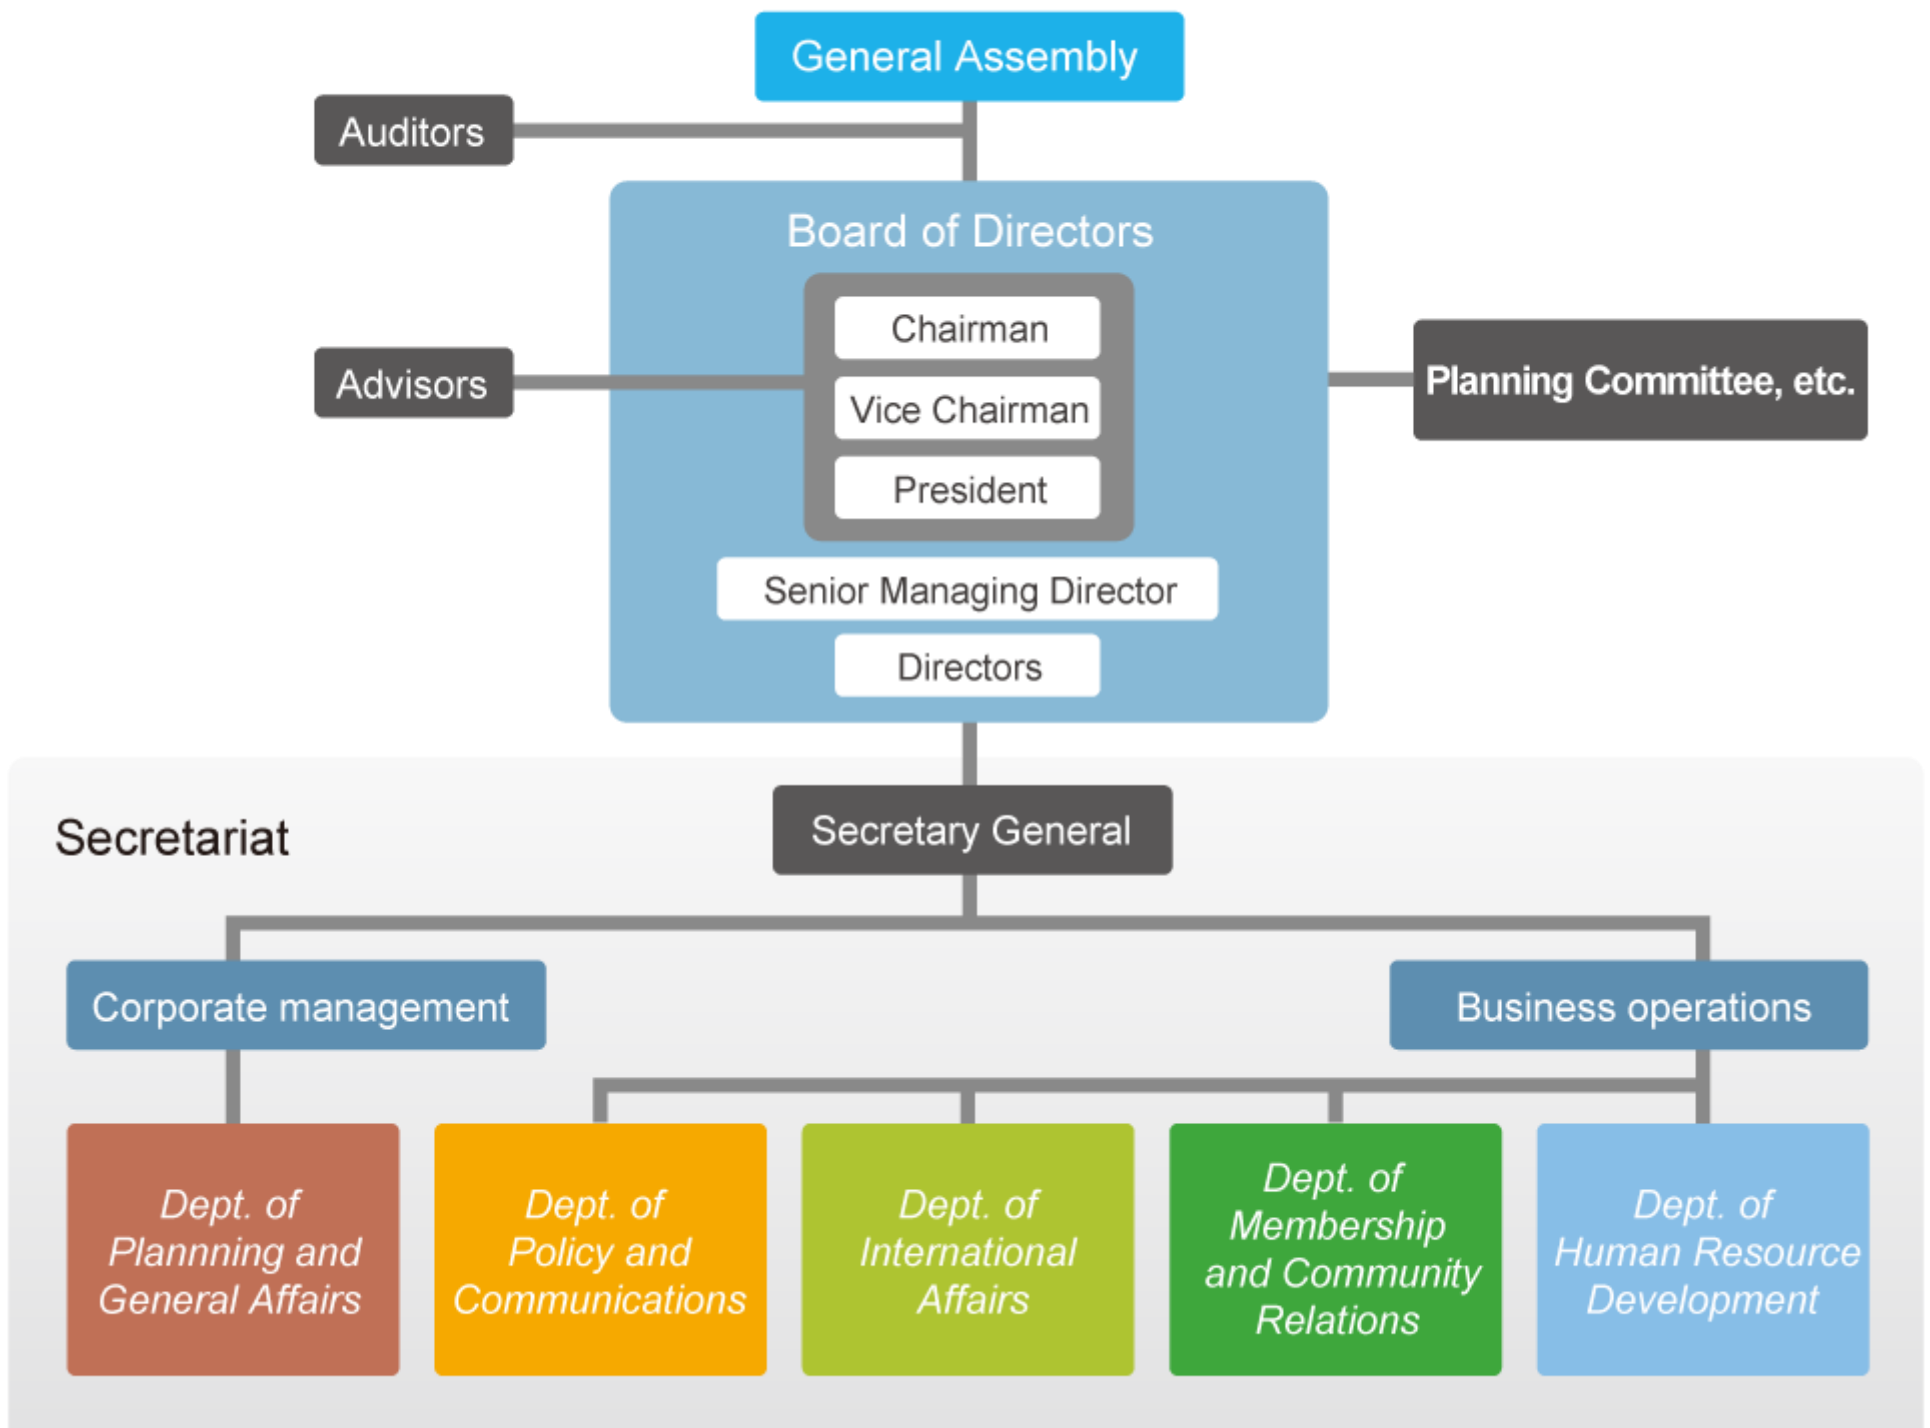 General Assembly
Auditors
Board of Directors
Chairman
Advisors
Vice Chairman
President
Planning Committee, etc.
Senior Managing Director
Directors
Secretariat
Secretary General
Corporate management
Business operations
Dept. of
Plannning and
General Affairs
Dept. of
Policy and
Communications
Dept. of
International
Affairs
Dept. of
Membership
and Community
Relations
Dept. of
Human Resource
Development